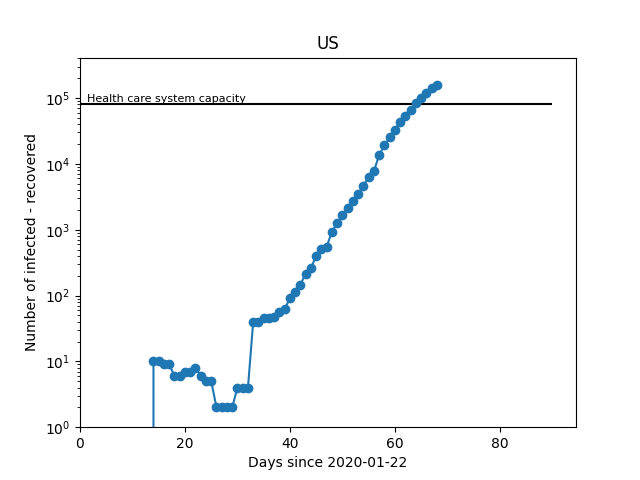 US
Health care system capacity
Number of infected - recovered
10^5
10^4
10^3
10^2
10^1
10^0
0 20 40 60 80
Days since 2020-01-22